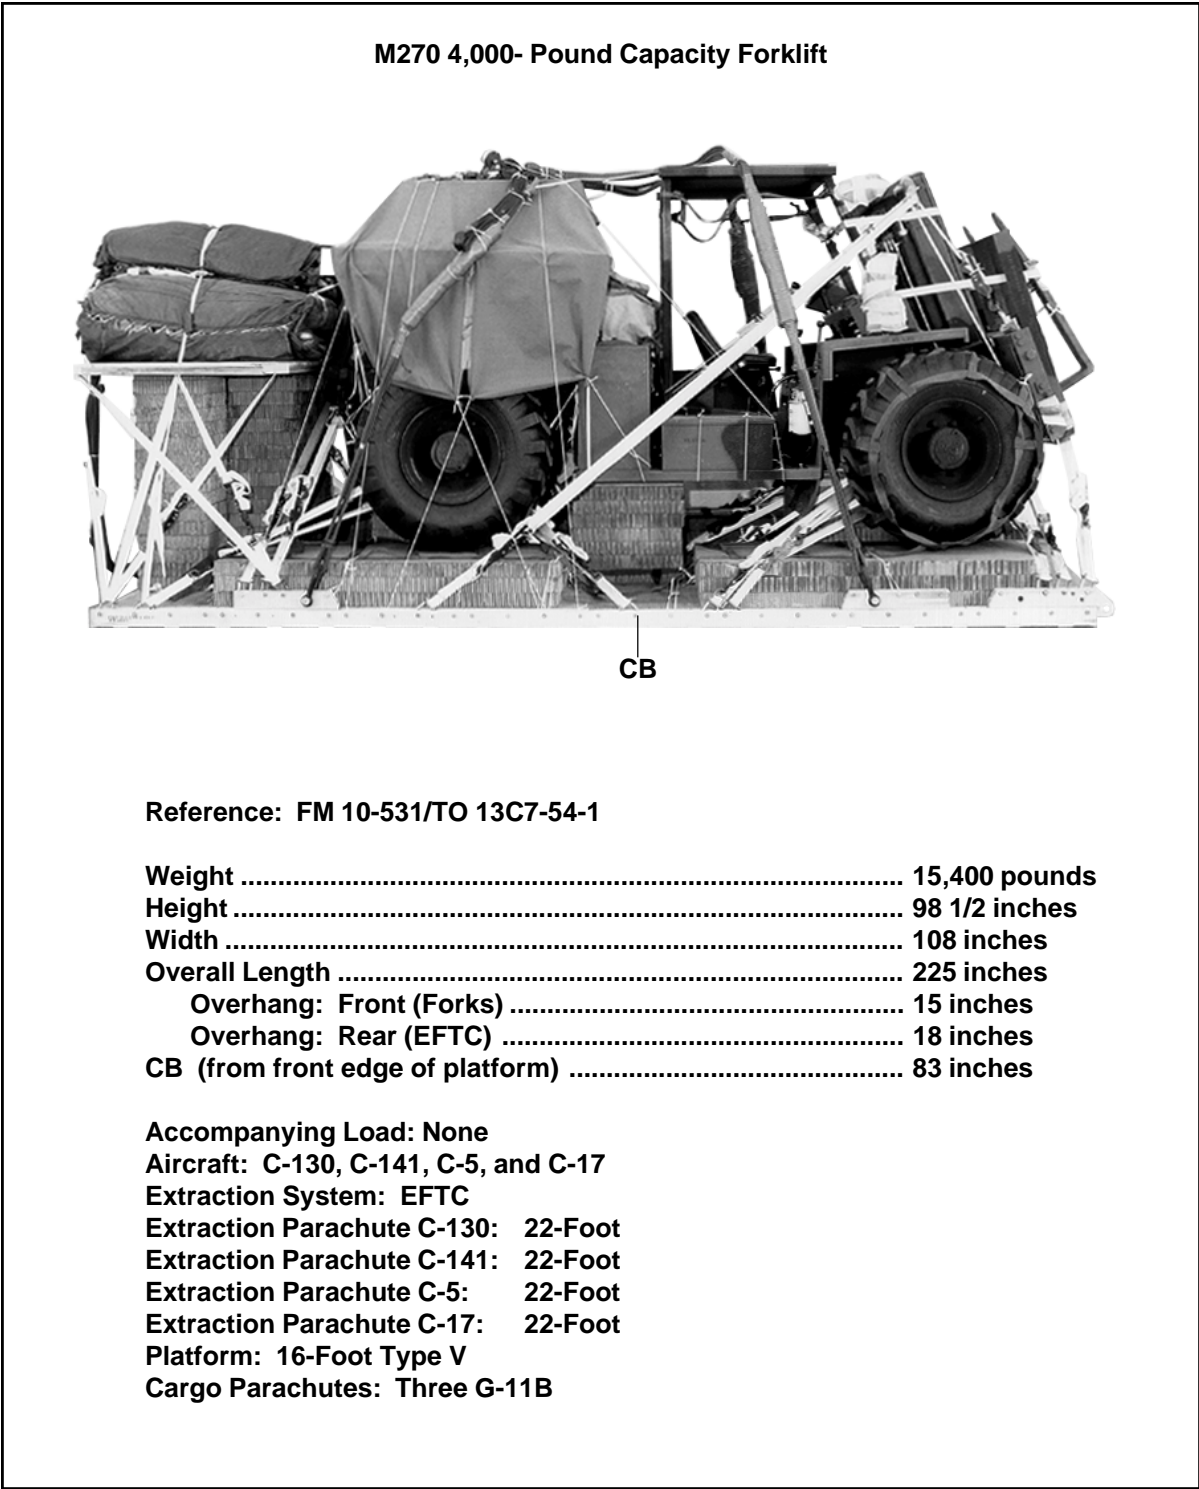 M270 4,000- Pound Capacity Forklift
CB
Reference: FM 10-531/TO 13C7-54-1
Weight ........................................................................................... 15,400 pounds
Height ............................................................................................ 98 1/2 inches
Width ............................................................................................. 108 inches
Overall Length .............................................................................. 225 inches
Overhang: Front (Forks) ...................................................... 15 inches
Overhang: Rear (EFTC) ....................................................... 18 inches
CB (from front edge of platform) .............................................. 83 inches
Accompanying Load: None
Aircraft: C-130, C-141, C-5, and C-17
Extraction System: EFTC
Extraction Parachute C-130: 22-Foot
Extraction Parachute C-141: 22-Foot
Extraction Parachute C-5: 22-Foot
Extraction Parachute C-17: 22-Foot
Platform: 16-Foot Type V
Cargo Parachutes: Three G-11B